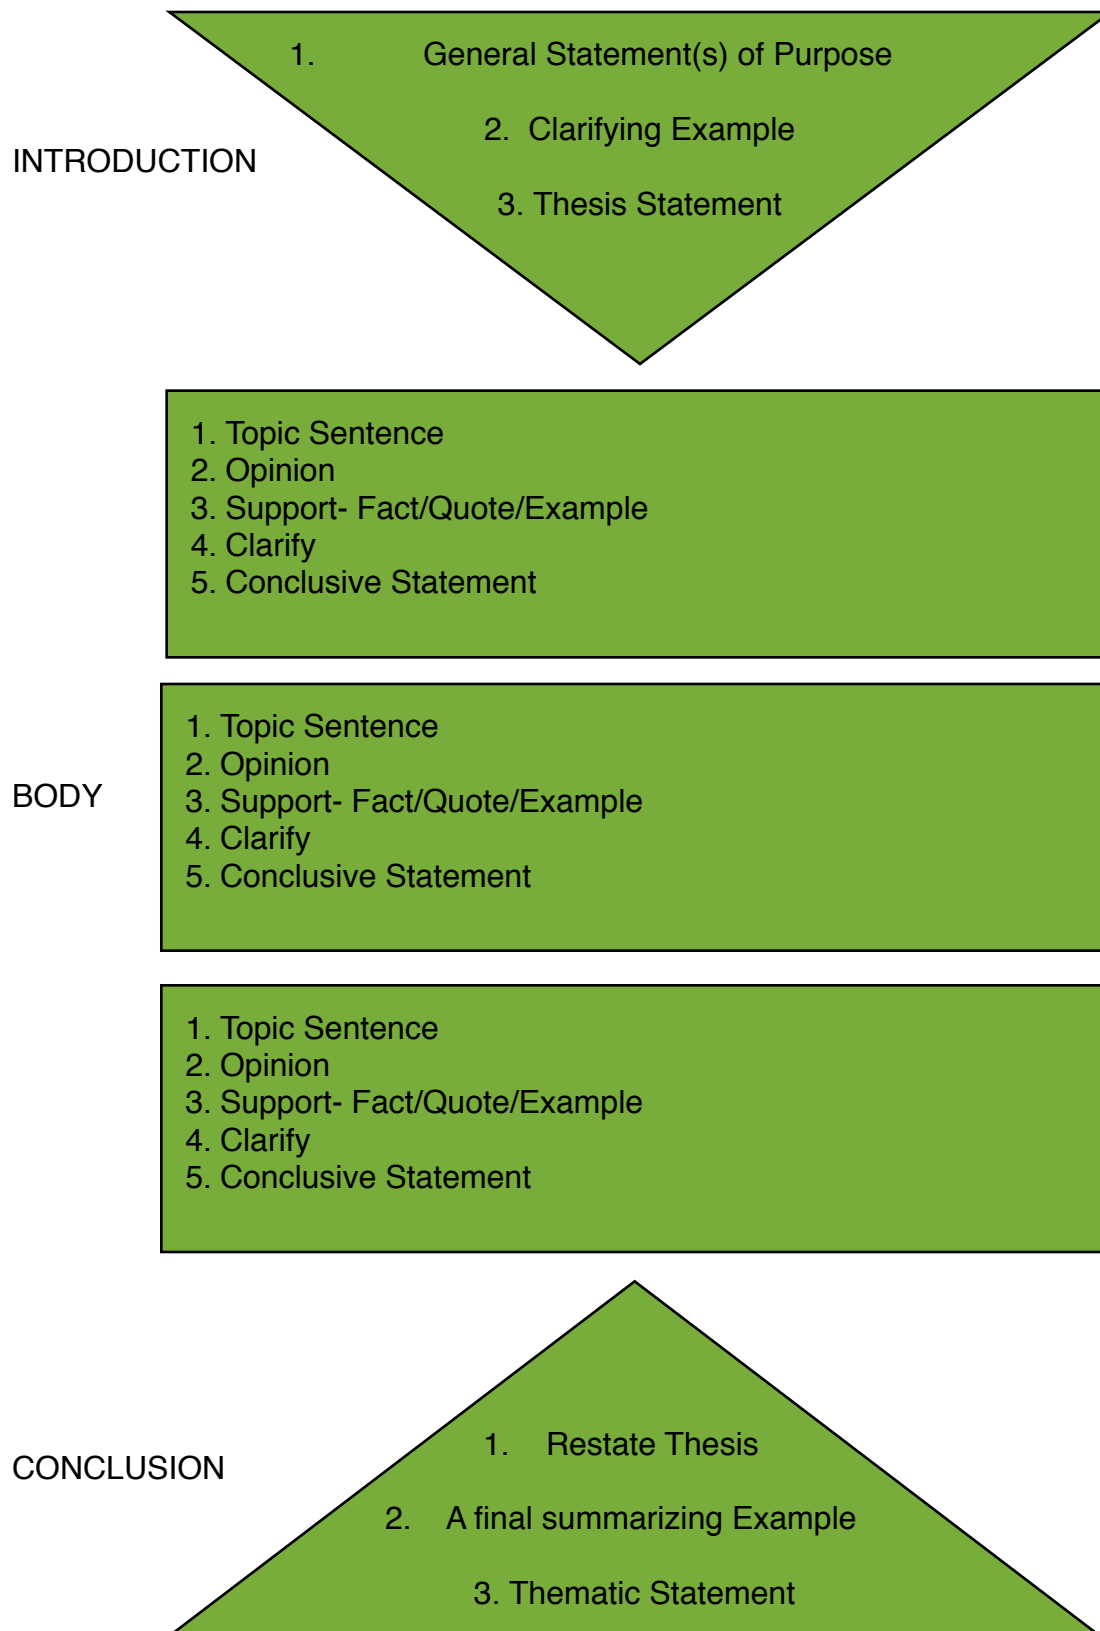 1. General Statement(s) of Purpose
2. Clarifying Example
INTRODUCTION
3. Thesis Statement
1. Topic Sentence
2. Opinion
3. Support- Fact/Quote/Example
4. Clarify
5. Conclusive Statement
1. Topic Sentence
2. Opinion
BODY
3. Support- Fact/Quote/Example
4. Clarify
5. Conclusive Statement
1. Topic Sentence
2. Opinion
3. Support- Fact/Quote/Example
4. Clarify
5. Conclusive Statement
1. Restate Thesis
CONCLUSION
2. A final summarizing Example
3. Thematic Statement